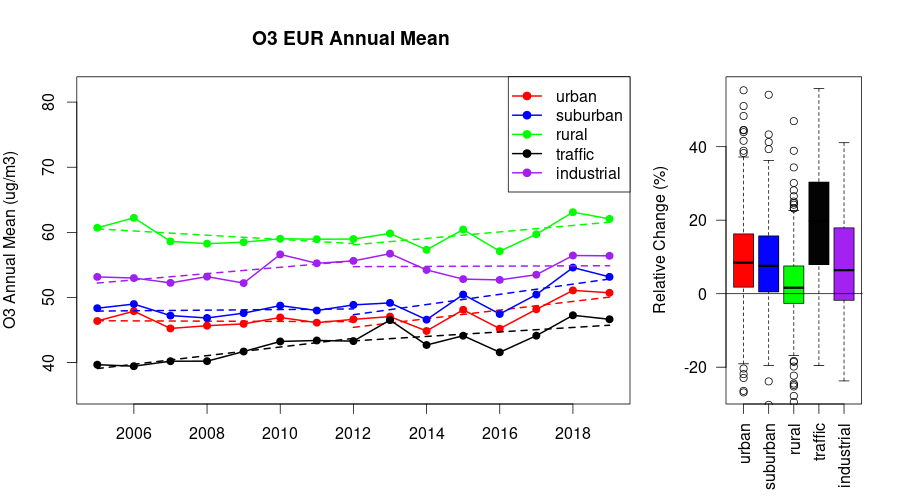 O3 EUR Annual Mean
O3 Annual Mean (ug/m3)
80
70
60
50
40
2006 2008 2010 2012 2014 2016 2018
urban
suburban
rural
traffic
industrial
Relative Change (%)
40
20
0
-20
urban
suburban
rural
traffic
industrial